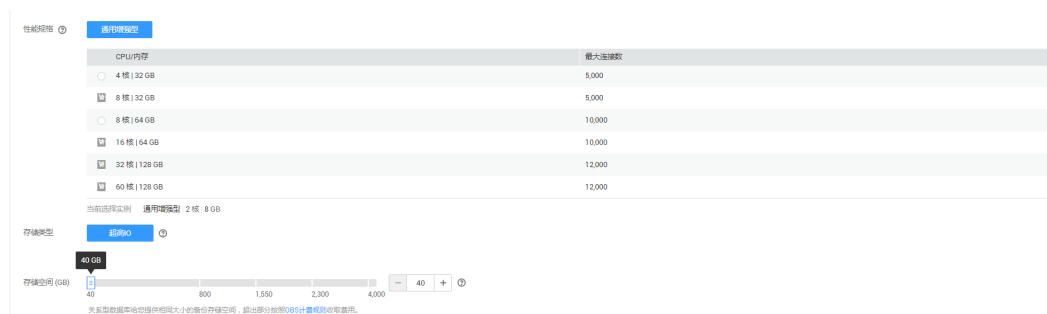 性能规格
通用增强型
CPU/内存 最大连接数
4 核 | 32 GB 5,000
8 核 | 32 GB 5,000
8 核 | 64 GB 10,000
16 核 | 64 GB 10,000
32 核 | 128 GB 12,000
60 核 | 128 GB 12,000
当前选择实例 通用增强型 2 核 8 GB
存储类型 超高IO
40 GB
存储空间 (GB) − 40 +
40 800 1,550 2,300 4,000
关系型数据库给您提供相同大小的备份存储空间，超出部分按照OBS计费规则收取费用。